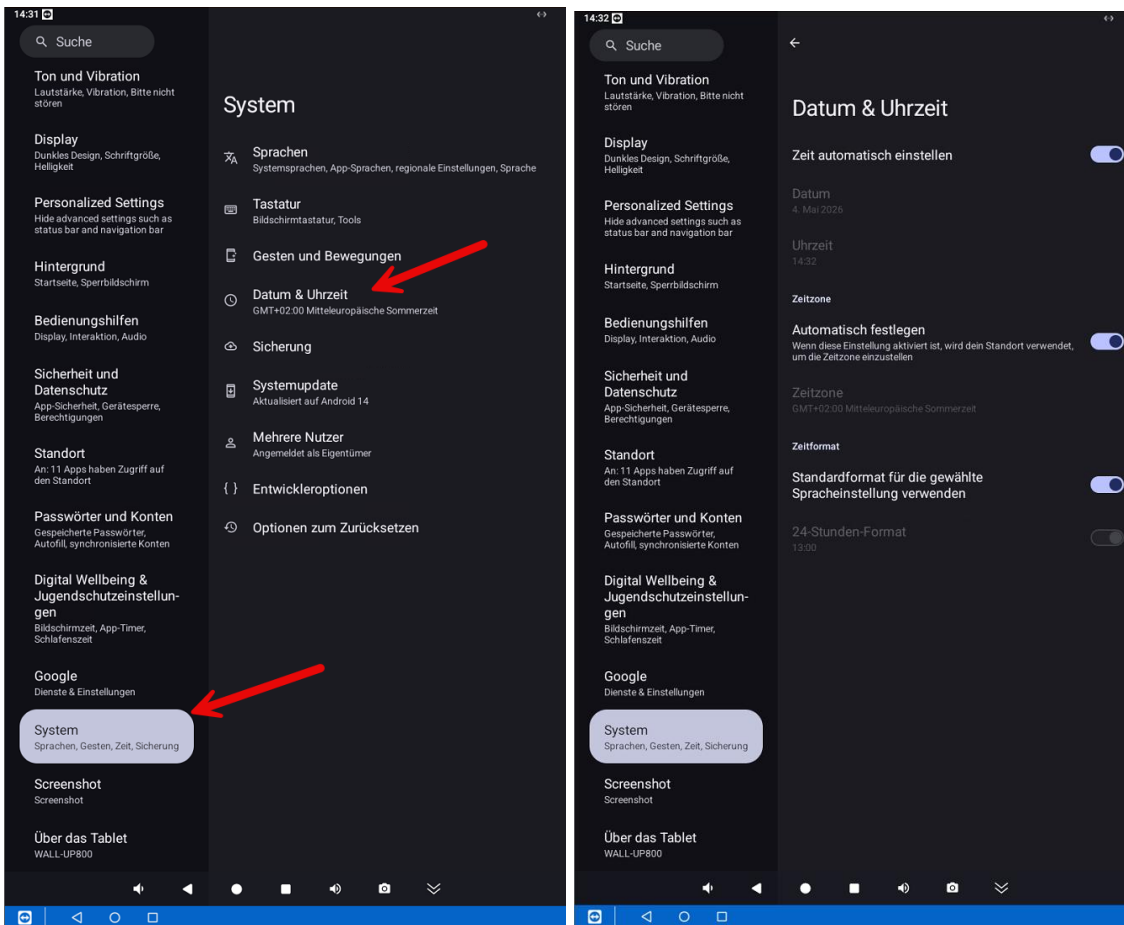 14:31
Suche
Ton und Vibration
Lautstärke, Vibration, Bitte nicht
stören
Display
Dunkles Design, Schriftgröße,
Helligkeit
Personalized Settings
Hide advanced settings such as
status bar and navigation bar
Hintergrund
Startseite, Sperrbildschirm
Bedienungshilfen
Display, Interaktion, Audio
Sicherheit und
Datenschutz
App-Sicherheit, Gerätesperre,
Berechtigungen
Standort
An: 11 Apps haben Zugriff auf
den Standort
Passwörter und Konten
Gespeicherte Passwörter,
Autofill, synchronisierte Konten
Digital Wellbeing &
Jugendschutzeinstellun-
gen
Bildschirmzeit, App-Timer,
Schlafenszeit
Google
Dienste & Einstellungen
System
Sprachen, Gesten, Zeit, Sicherung
Screenshot
Screenshot
Über das Tablet
WALL-UP800
System
Sprachen
Systemsprachen, App-Sprachen, regionale Einstellungen, Sprache
Tastatur
Bildschirmtastatur, Tools
Gesten und Bewegungen
Datum & Uhrzeit
GMT+02:00 Mitteleuropäische Sommerzeit
Sicherung
Systemupdate
Aktualisiert auf Android 14
Mehrere Nutzer
Angemeldet als Eigentümer
Entwickleroptionen
Optionen zum Zurücksetzen
14:32
Suche
Ton und Vibration
Lautstärke, Vibration, Bitte nicht
stören
Display
Dunkles Design, Schriftgröße,
Helligkeit
Personalized Settings
Hide advanced settings such as
status bar and navigation bar
Hintergrund
Startseite, Sperrbildschirm
Bedienungshilfen
Display, Interaktion, Audio
Sicherheit und
Datenschutz
App-Sicherheit, Gerätesperre,
Berechtigungen
Standort
An: 11 Apps haben Zugriff auf
den Standort
Passwörter und Konten
Gespeicherte Passwörter,
Autofill, synchronisierte Konten
Digital Wellbeing &
Jugendschutzeinstellun-
gen
Bildschirmzeit, App-Timer,
Schlafenszeit
Google
Dienste & Einstellungen
System
Sprachen, Gesten, Zeit, Sicherung
Screenshot
Screenshot
Über das Tablet
WALL-UP800
Datum & Uhrzeit
Zeit automatisch einstellen
Datum
4. Mai 2026
Uhrzeit
14:32
Zeitzone
Automatisch festlegen
Wenn diese Einstellung aktiviert ist, wird dein Standort verwendet,
um die Zeitzone einzustellen
Zeitzone
GMT+02:00 Mitteleuropäische Sommerzeit
Zeitformat
Standardformat für die gewählte
Spracheinstellung verwenden
24-Stunden-Format
13:00